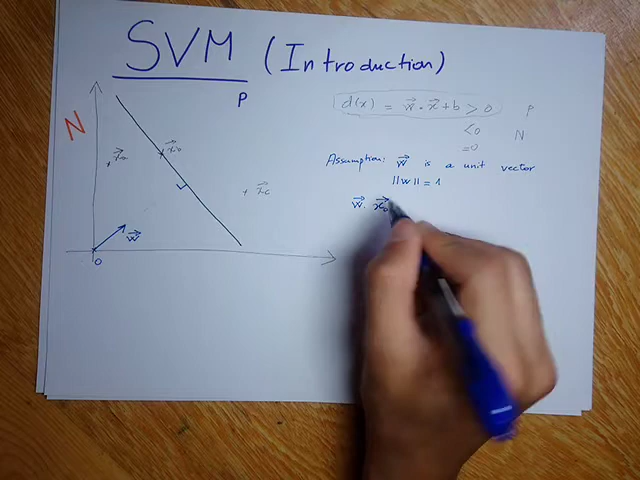 SVM (Introduction)
P
N
d(x) = w⃗ • x⃗ + b > 0 P
< 0 N
= 0
Assumption: w⃗ is a unit vector
||w|| = 1
w⃗ . x⃗₀
x⃗₀
w⃗
0